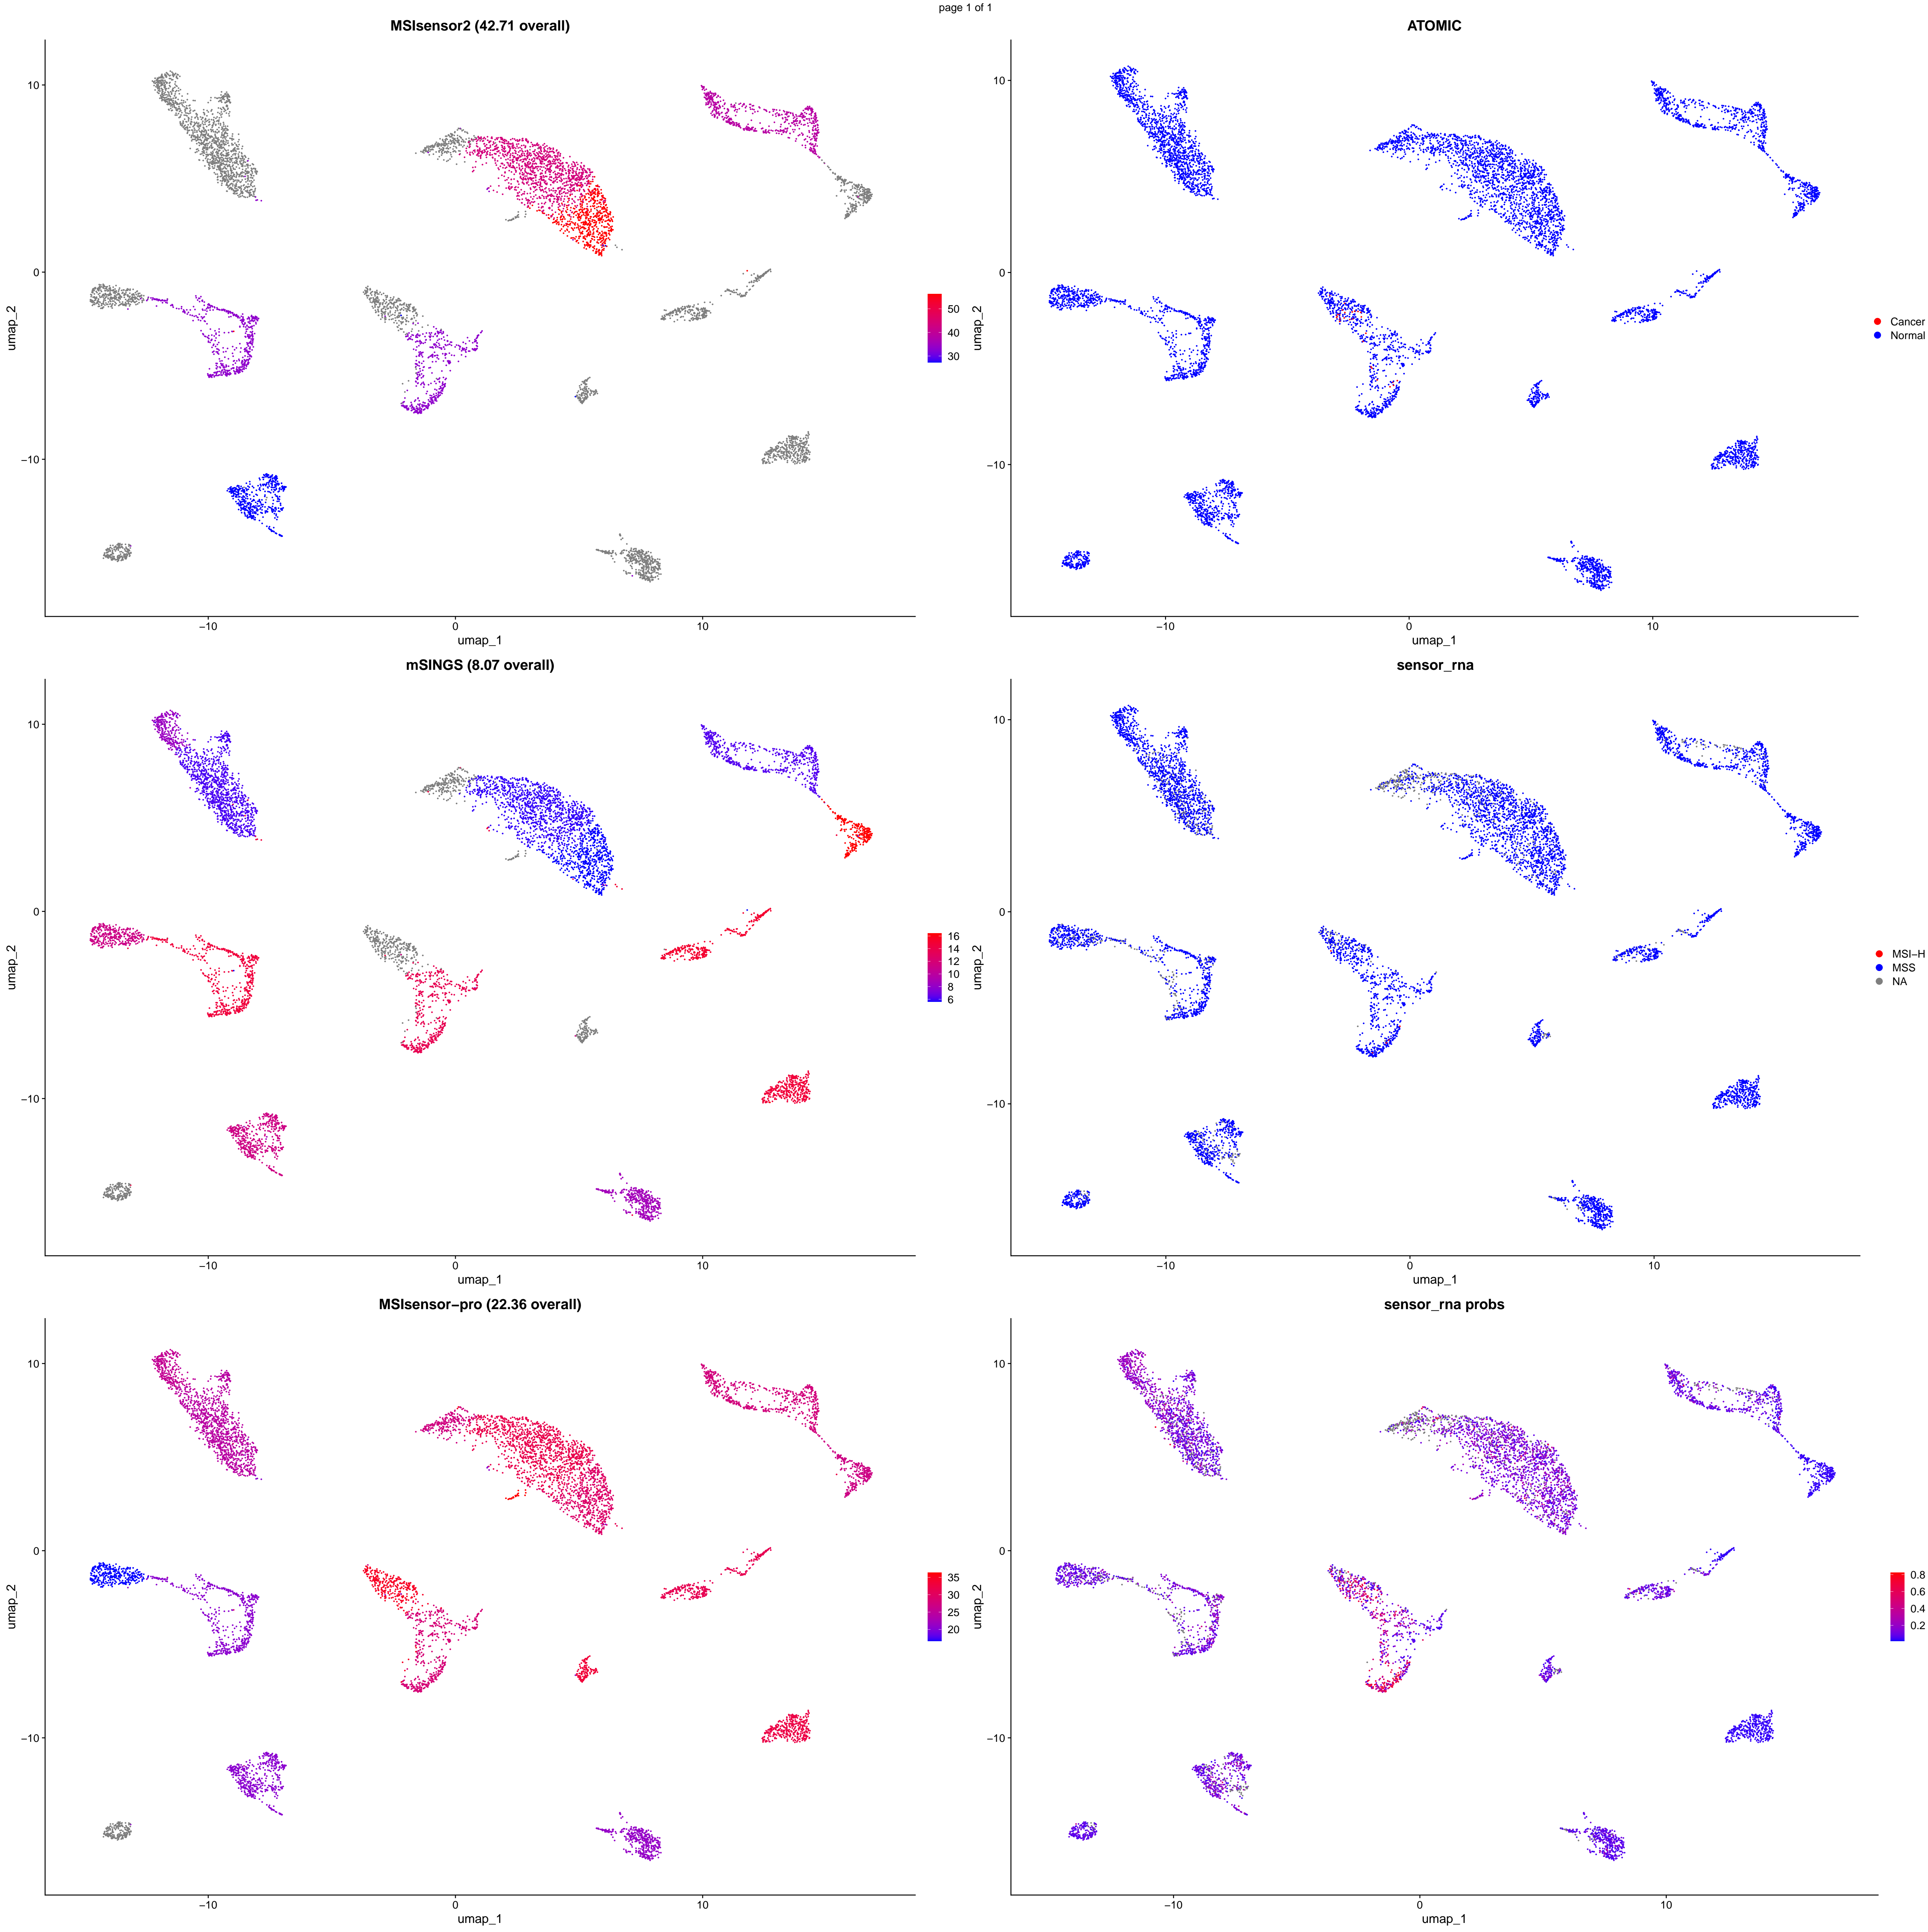 page 1 of 1
MSIsensor2 (42.71 overall)
10
0
−10
umap_2
−10
0
10
umap_1
50
40
30
ATOMIC
10
0
−10
umap_2
−10
0
10
umap_1
Cancer
Normal
mSINGS (8.07 overall)
10
0
−10
umap_2
−10
0
10
umap_1
16
14
12
10
8
6
sensor_rna
10
0
−10
umap_2
−10
0
10
umap_1
MSI−H
MSS
NA
MSIsensor−pro (22.36 overall)
10
0
−10
umap_2
−10
0
10
umap_1
35
30
25
20
sensor_rna probs
10
0
−10
umap_2
−10
0
10
umap_1
0.8
0.6
0.4
0.2